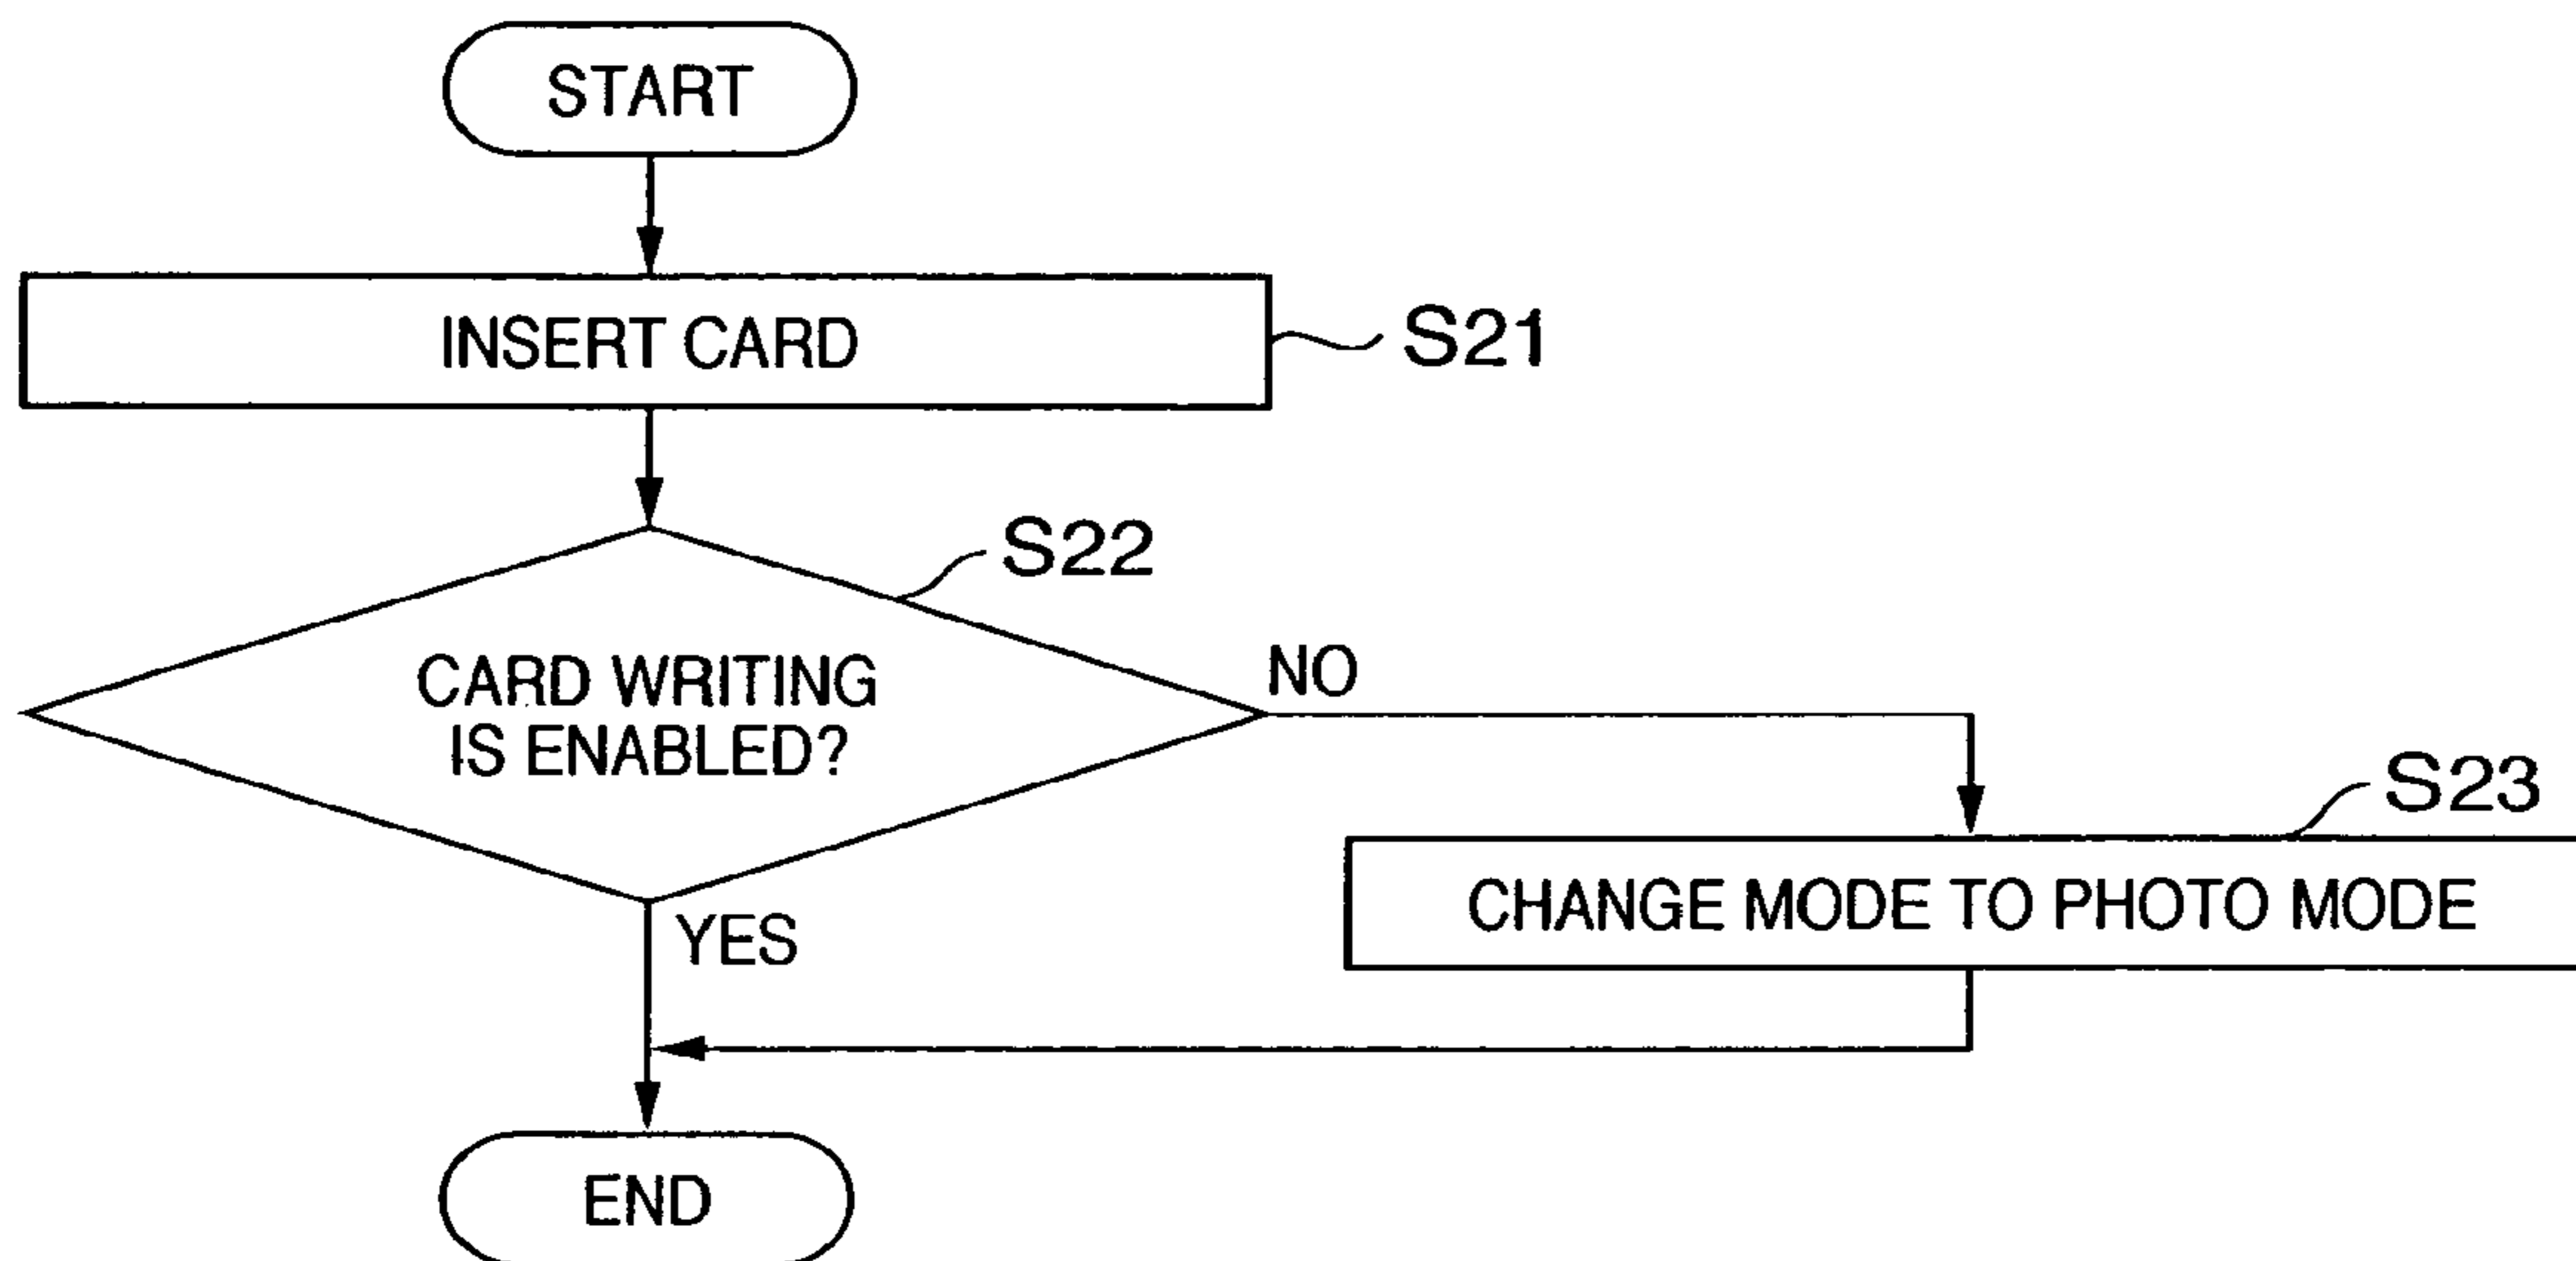 START
INSERT CARD
S21
S22
CARD WRITING
IS ENABLED?
NO
S23
CHANGE MODE TO PHOTO MODE
YES
END